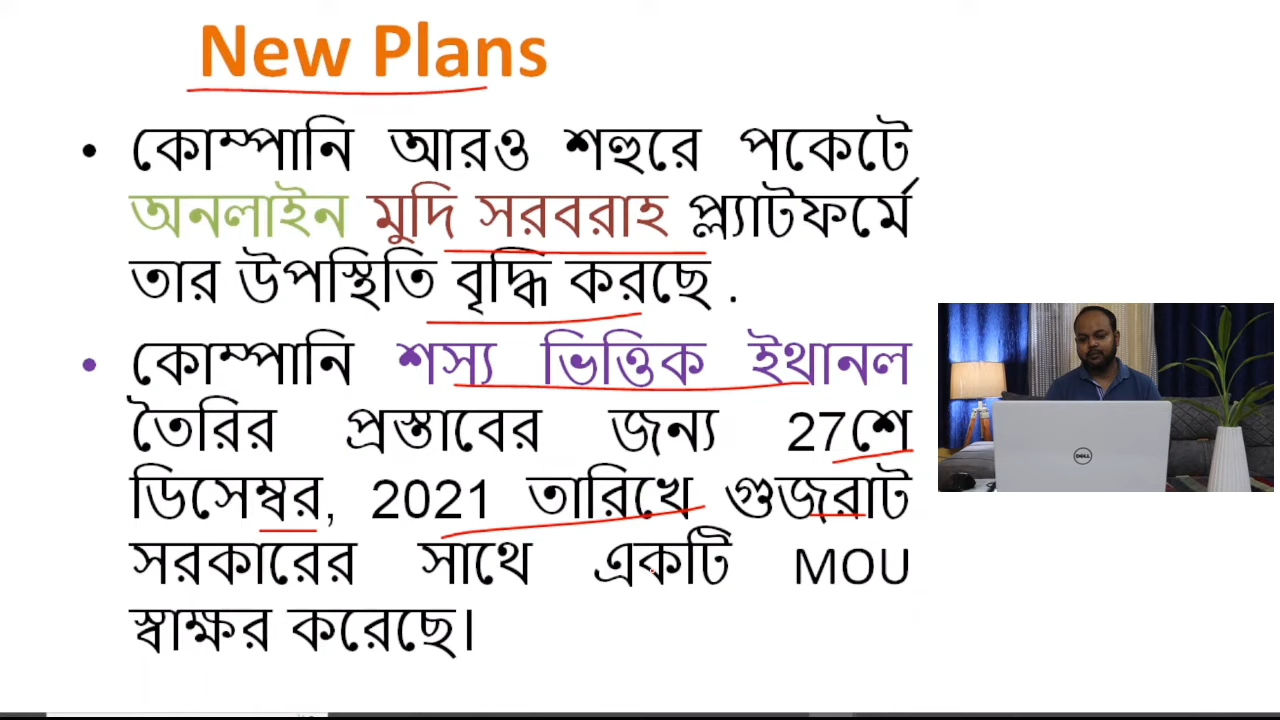 New Plans
• কোম্পানি আরও শহুরে পকেটে
অনলাইন মুদি সরবরাহ প্ল্যাটফর্মে
তার উপস্থিতি বৃদ্ধি করছে .
• কোম্পানি শস্য ভিত্তিক ইথানল
তৈরির প্রস্তাবের জন্য 27শে
ডিসেম্বর, 2021 তারিখে গুজরাট
সরকারের সাথে একটি MOU
স্বাক্ষর করেছে।
DELL